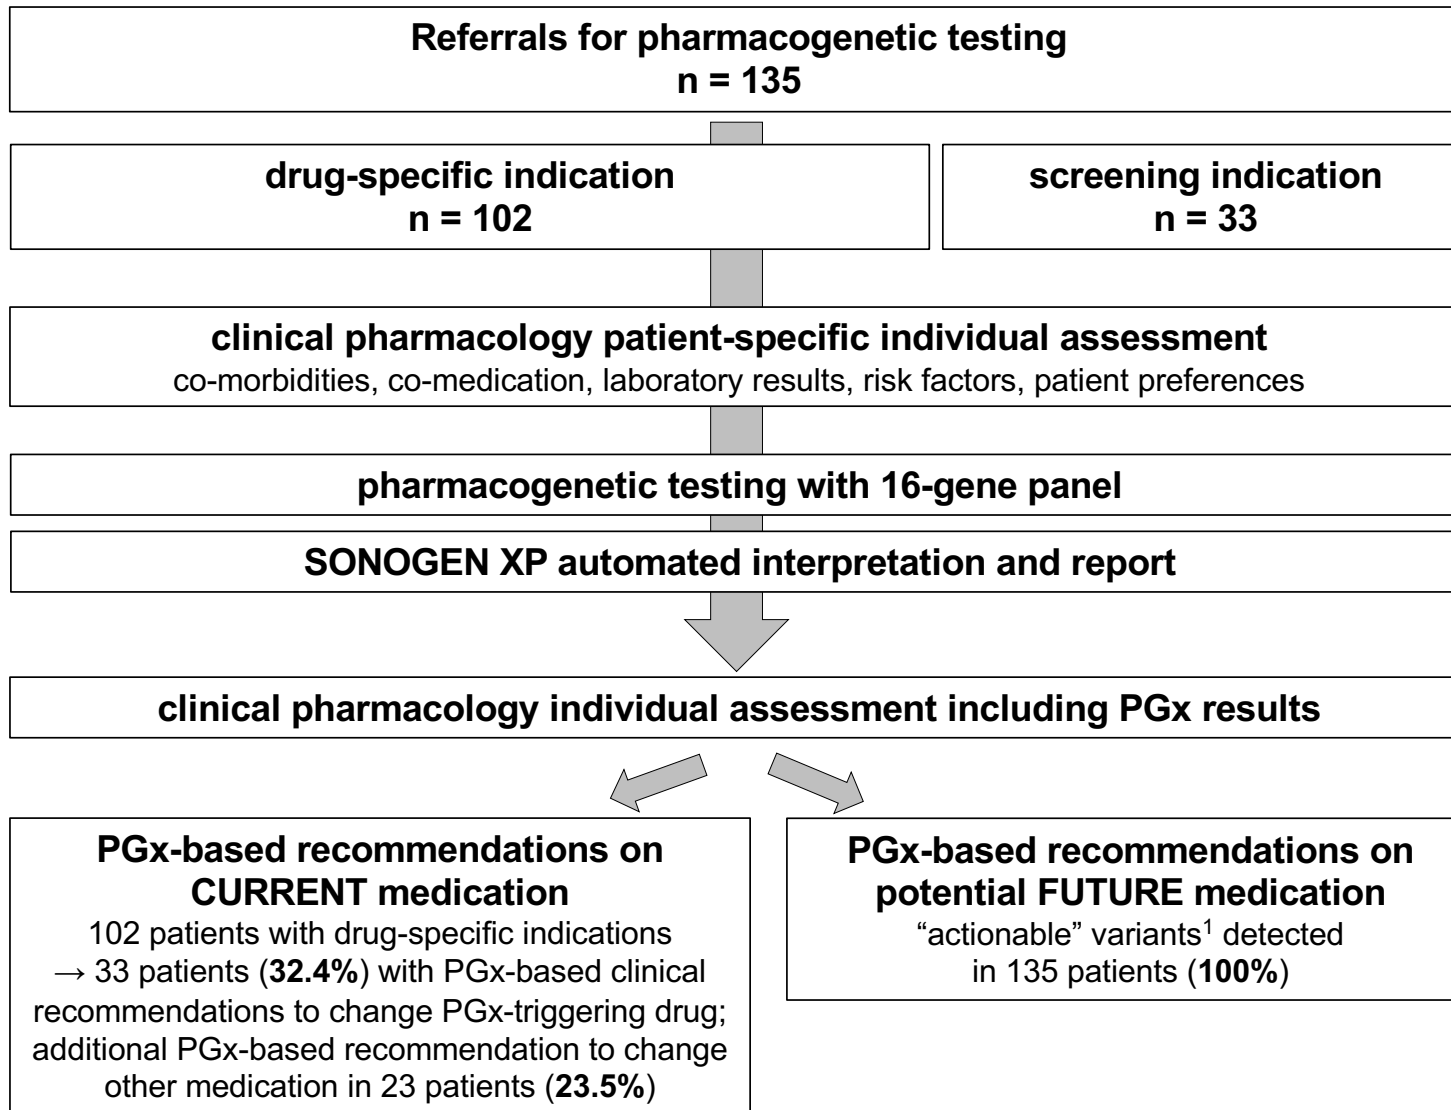 Referrals for pharmacogenetic testing
n = 135
drug-specific indication
n = 102
screening indication
n = 33
clinical pharmacology patient-specific individual assessment
co-morbidities, co-medication, laboratory results, risk factors, patient preferences
pharmacogenetic testing with 16-gene panel
SONOGEN XP automated interpretation and report
clinical pharmacology individual assessment including PGx results
PGx-based recommendations on
CURRENT medication
102 patients with drug-specific indications
→ 33 patients (32.4%) with PGx-based clinical
recommendations to change PGx-triggering drug;
additional PGx-based recommendation to change
other medication in 23 patients (23.5%)
PGx-based recommendations on
potential FUTURE medication
“actionable” variants¹ detected
in 135 patients (100%)